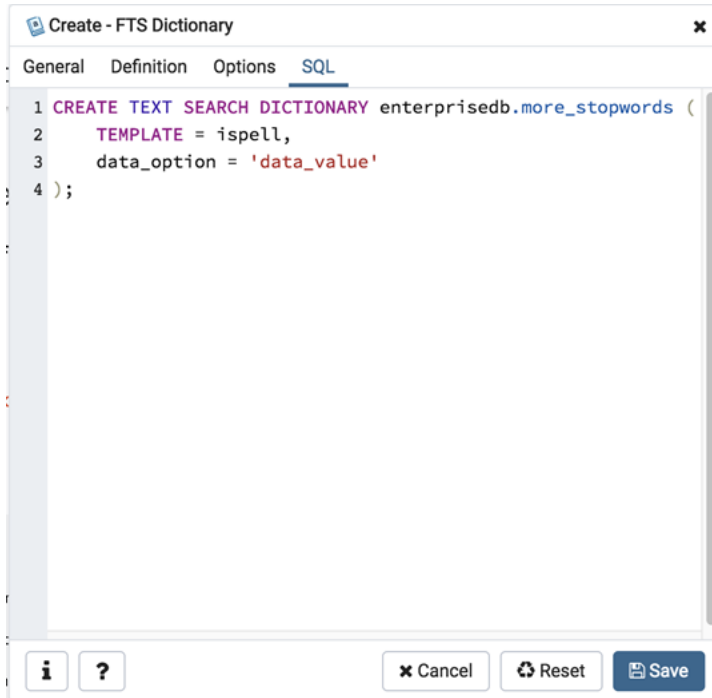 Create - FTS Dictionary
General Definition Options SQL
1 CREATE TEXT SEARCH DICTIONARY enterprisedb.more_stopwords (
2 TEMPLATE = ispell,
3 data_option = 'data_value'
4 );
i ? Cancel Reset Save